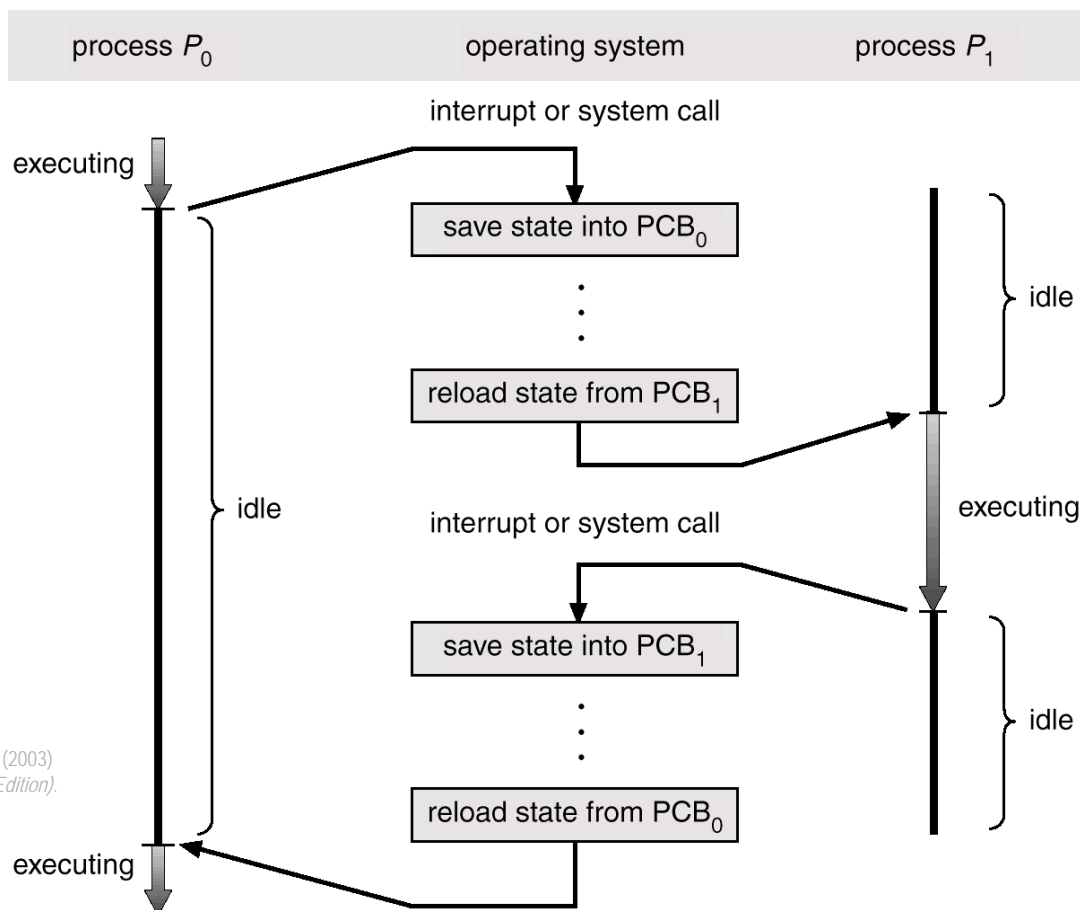 process P0
operating system
process P1
interrupt or system call
executing
save state into PCB0
idle
reload state from PCB1
idle
executing
interrupt or system call
save state into PCB1
idle
(2003)
Edition).
reload state from PCB0
executing